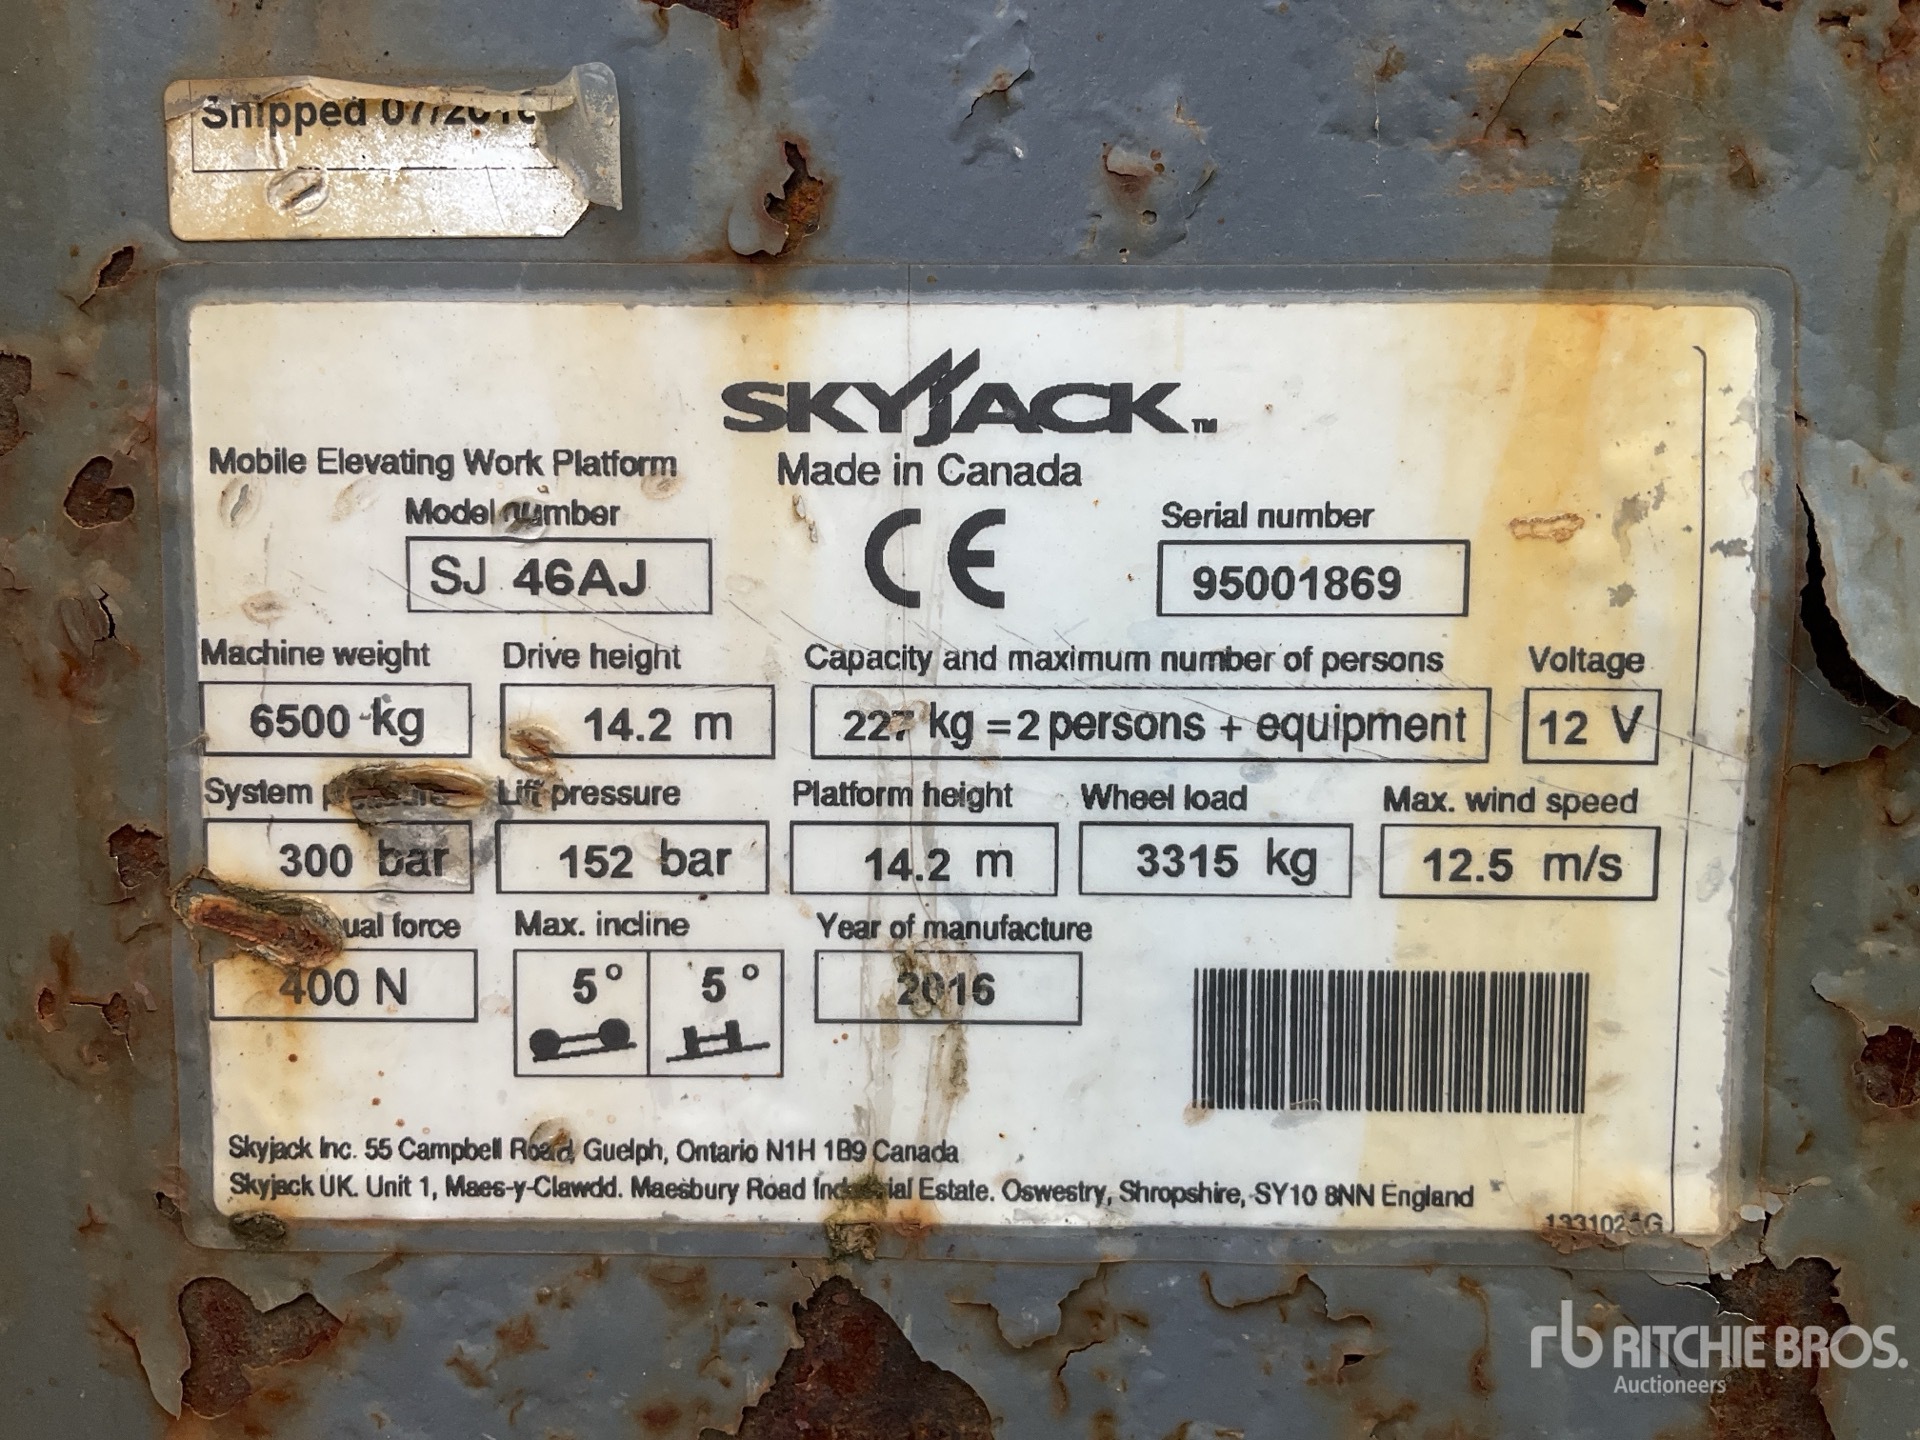 Shipped 07/2016
SKYJACK™
Mobile Elevating Work Platform
Made in Canada
Model number
Serial number
SJ 46AJ
CE
95001869
Machine weight
Drive height
Capacity and maximum number of persons
Voltage
6500 kg
14.2 m
227 kg = 2 persons + equipment
12 V
System pressure
Lift pressure
Platform height
Wheel load
Max. wind speed
300 bar
152 bar
14.2 m
3315 kg
12.5 m/s
ual force
Max. incline
Year of manufacture
400 N
5°
5°
2016
Skyjack Inc. 55 Campbell Road, Guelph, Ontario N1H 1B9 Canada
Skyjack UK. Unit 1, Maes-y-Clawdd. Maesbury Road Industrial Estate. Oswestry, Shropshire, SY10 8NN England
rb RITCHIE BROS.
Auctioneers